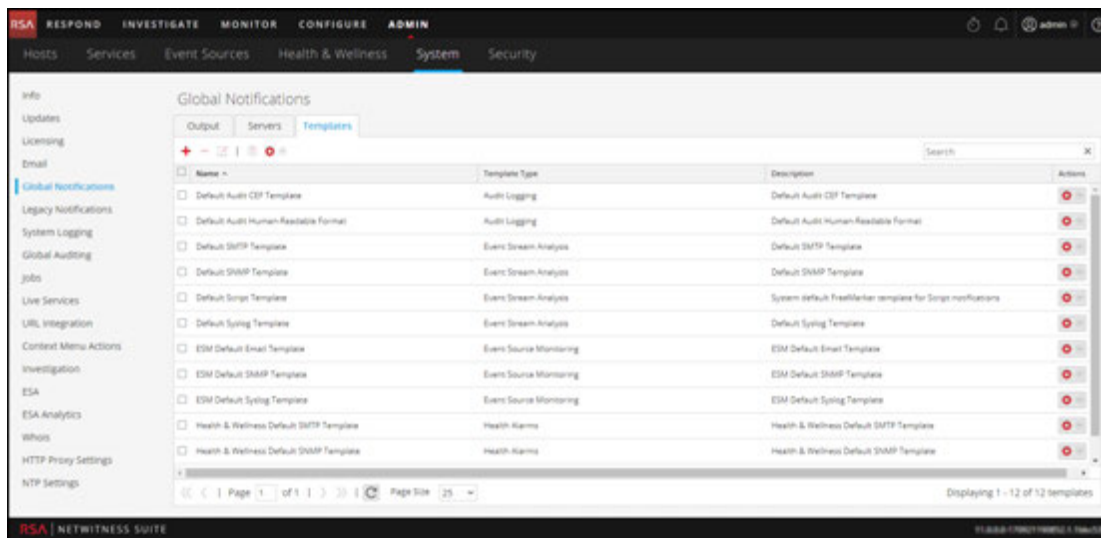 RSA RESPOND INVESTIGATE MONITOR CONFIGURE ADMIN admin
Hosts Services Event Sources Health & Wellness System Security
Info
Updates
Licensing
Email
Global Notifications
Legacy Notifications
System Logging
Global Auditing
Jobs
Live Services
URL Integration
Context Menu Actions
Investigation
ESA
ESA Analytics
Whois
HTTP Proxy Settings
NTP Settings
Global Notifications
Output Servers Templates
Search
Name Template Type Description Actions
Default Audit CEF Template Audit Logging Default Audit CEF Template
Default Audit Human-Readable Format Audit Logging Default Audit Human-Readable Format
Default SMTP Template Event Stream Analysis Default SMTP Template
Default SNMP Template Event Stream Analysis Default SNMP Template
Default Script Template Event Stream Analysis System default FreeMarker template for Script notifications
Default Syslog Template Event Stream Analysis Default Syslog Template
ESM Default Email Template Event Source Monitoring ESM Default Email Template
ESM Default SNMP Template Event Source Monitoring ESM Default SNMP Template
ESM Default Syslog Template Event Source Monitoring ESM Default Syslog Template
Health & Wellness Default SMTP Template Health Alarms Health & Wellness Default SMTP Template
Health & Wellness Default SNMP Template Health Alarms Health & Wellness Default SNMP Template
Page 1 of 1 Page Size 25 Displaying 1 - 12 of 12 templates
RSA NETWITNESS SUITE